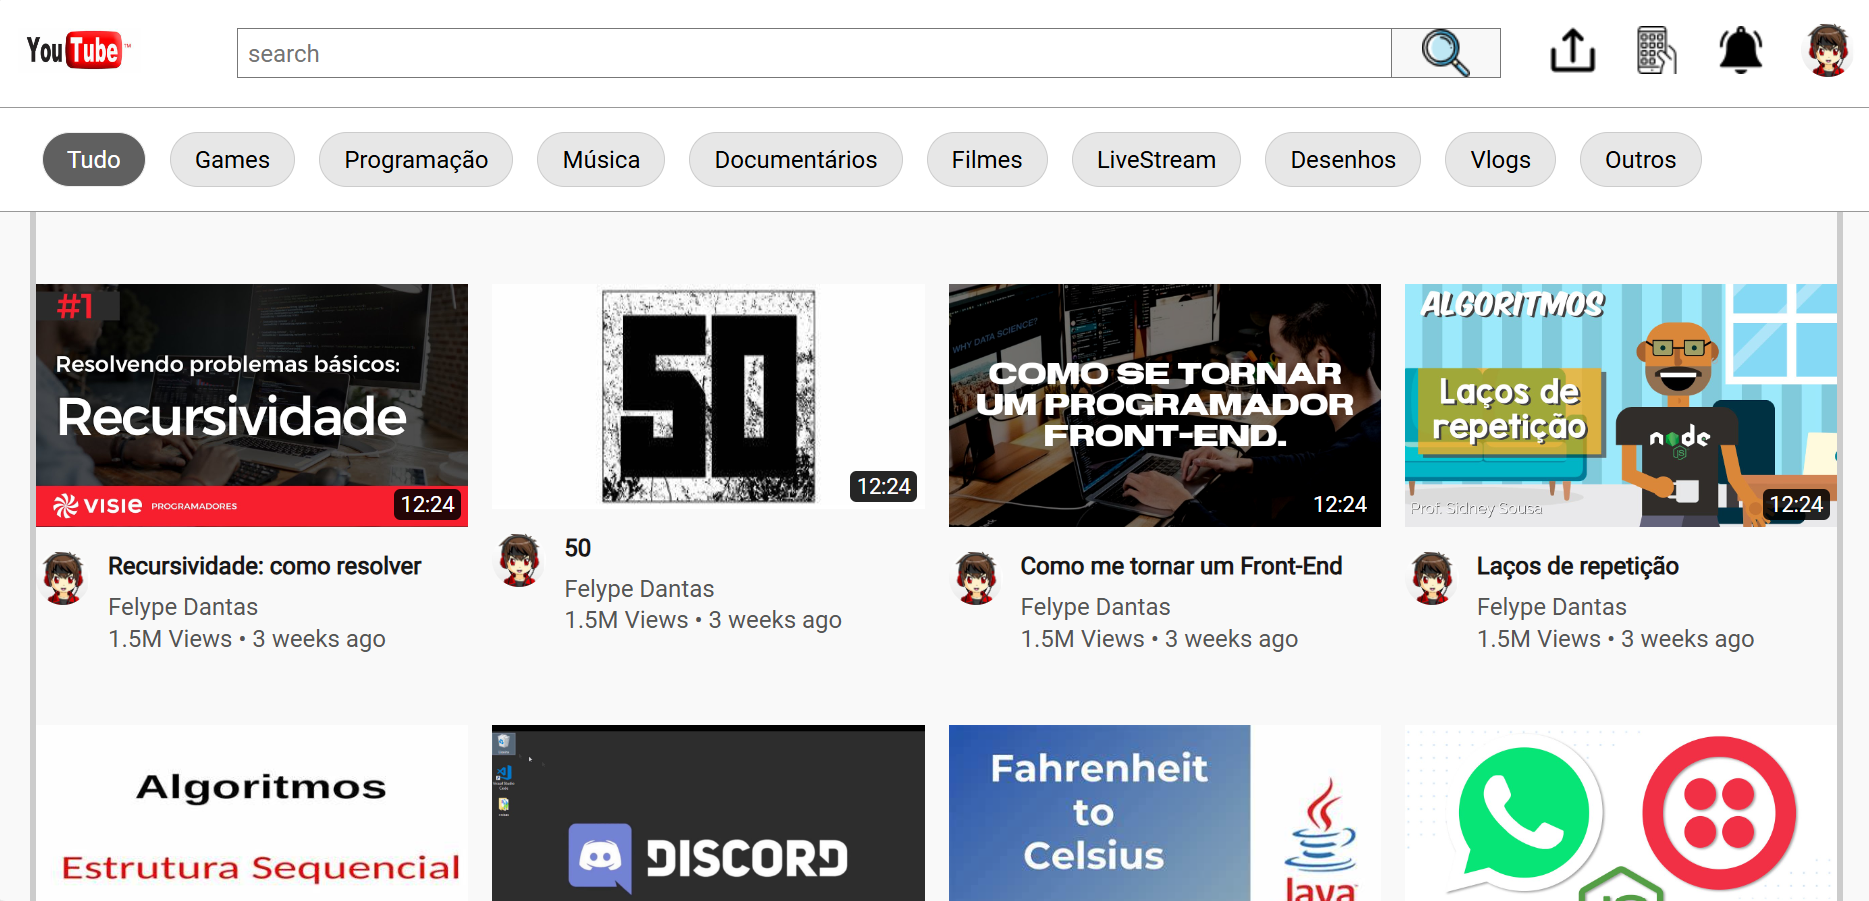 YouTube™
search
Tudo
Games
Programação
Música
Documentários
Filmes
LiveStream
Desenhos
Vlogs
Outros
#1
Resolvendo problemas básicos:
Recursividade
VISIE PROGRAMADORES
12:24
Recursividade: como resolver
Felype Dantas
1.5M Views • 3 weeks ago
50
12:24
50
Felype Dantas
1.5M Views • 3 weeks ago
WHY DATA SCIENCE?
COMO SE TORNAR
UM PROGRAMADOR
FRONT-END.
12:24
Como me tornar um Front-End
Felype Dantas
1.5M Views • 3 weeks ago
ALGORITMOS
Laços de
repetição
node
JS
Prof. Sidney Sousa
12:24
Laços de repetição
Felype Dantas
1.5M Views • 3 weeks ago
Algoritmos
Estrutura Sequencial
DISCORD
Fahrenheit
to
Celsius
Java